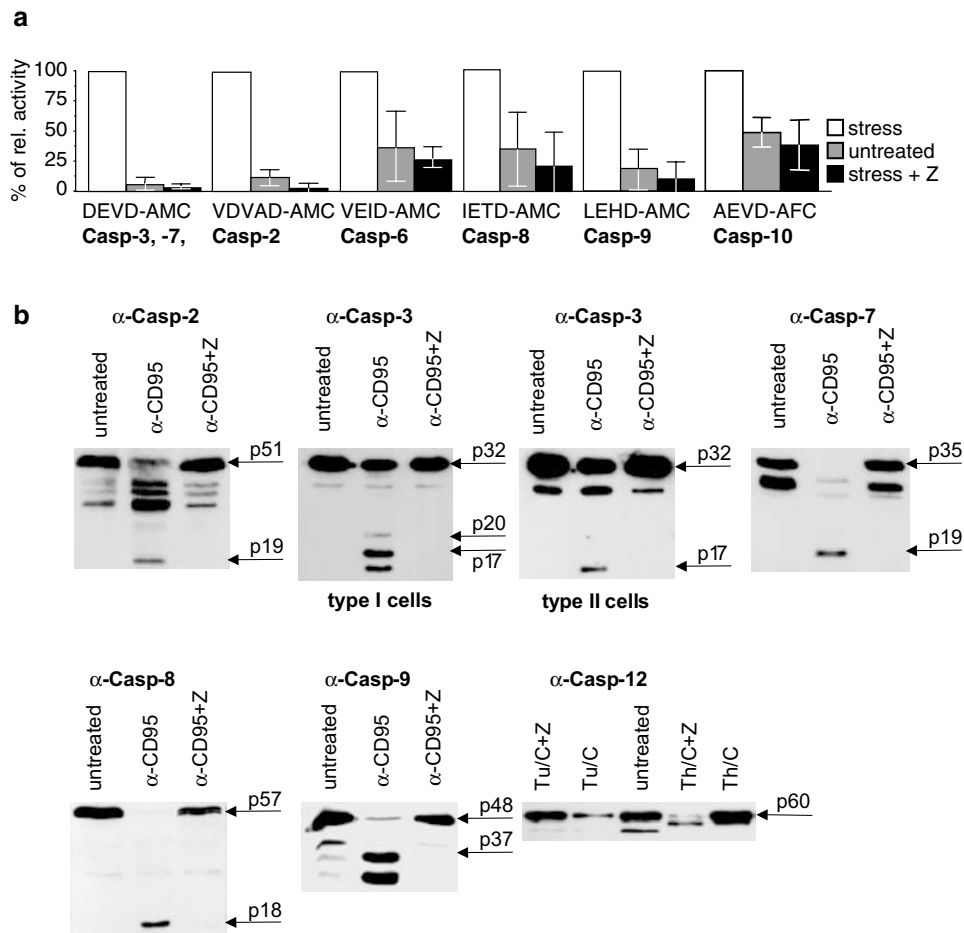 a
% of rel. activity
100
75
50
25
0
stress
untreated
stress + Z
DEVD-AMC VDVAD-AMC VEID-AMC IETD-AMC LEHD-AMC AEVD-AFC
Casp-3, -7, Casp-2 Casp-6 Casp-8 Casp-9 Casp-10
b
α-Casp-2
untreated
α-CD95
α-CD95+Z
p51
p19
α-Casp-3
untreated
α-CD95
α-CD95+Z
p32
p20
p17
type I cells
α-Casp-3
untreated
α-CD95
α-CD95+Z
p32
p17
type II cells
α-Casp-7
untreated
α-CD95
α-CD95+Z
p35
p19
α-Casp-8
untreated
α-CD95
α-CD95+Z
p57
p18
α-Casp-9
untreated
α-CD95
α-CD95+Z
p48
p37
α-Casp-12
Tu/C+Z
Tu/C
untreated
Th/C+Z
Th/C
p60